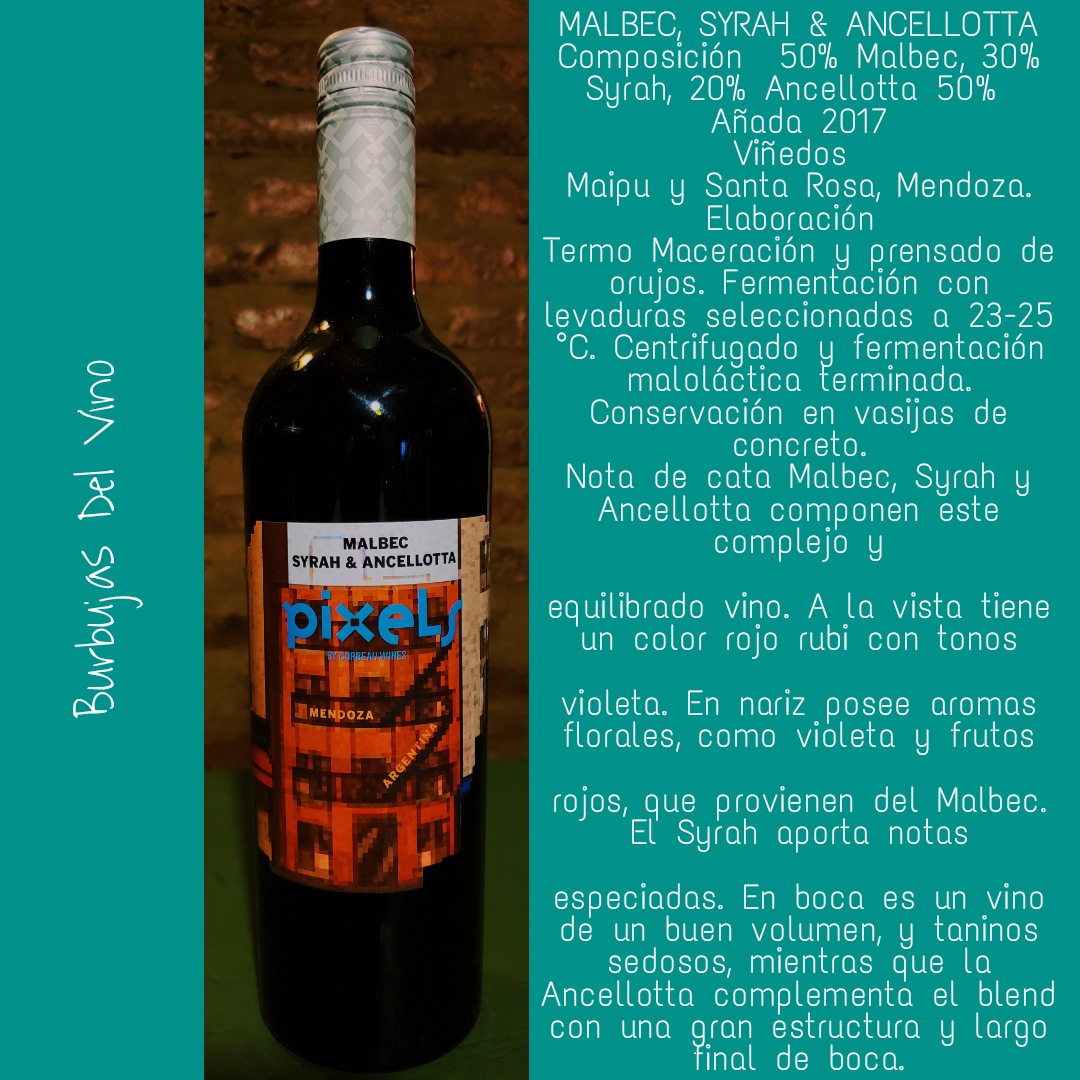 Burbujas Del Vino
MALBEC
SYRAH & ANCELLOTTA
pixels
BY CORBEAU WINES
MENDOZA
ARGENTINA
MALBEC, SYRAH & ANCELLOTTA
Composición 50% Malbec, 30%
Syrah, 20% Ancellotta 50%
Añada 2017
Viñedos
Maipu y Santa Rosa, Mendoza.
Elaboración
Termo Maceración y prensado de
orujos. Fermentación con
levaduras seleccionadas a 23-25
°C. Centrifugado y fermentación
maloláctica terminada.
Conservación en vasijas de
concreto.
Nota de cata Malbec, Syrah y
Ancellotta componen este
complejo y
equilibrado vino. A la vista tiene
un color rojo rubi con tonos
violeta. En nariz posee aromas
florales, como violeta y frutos
rojos, que provienen del Malbec.
El Syrah aporta notas
especiadas. En boca es un vino
de un buen volumen, y taninos
sedosos, mientras que la
Ancellotta complementa el blend
con una gran estructura y largo
final de boca.